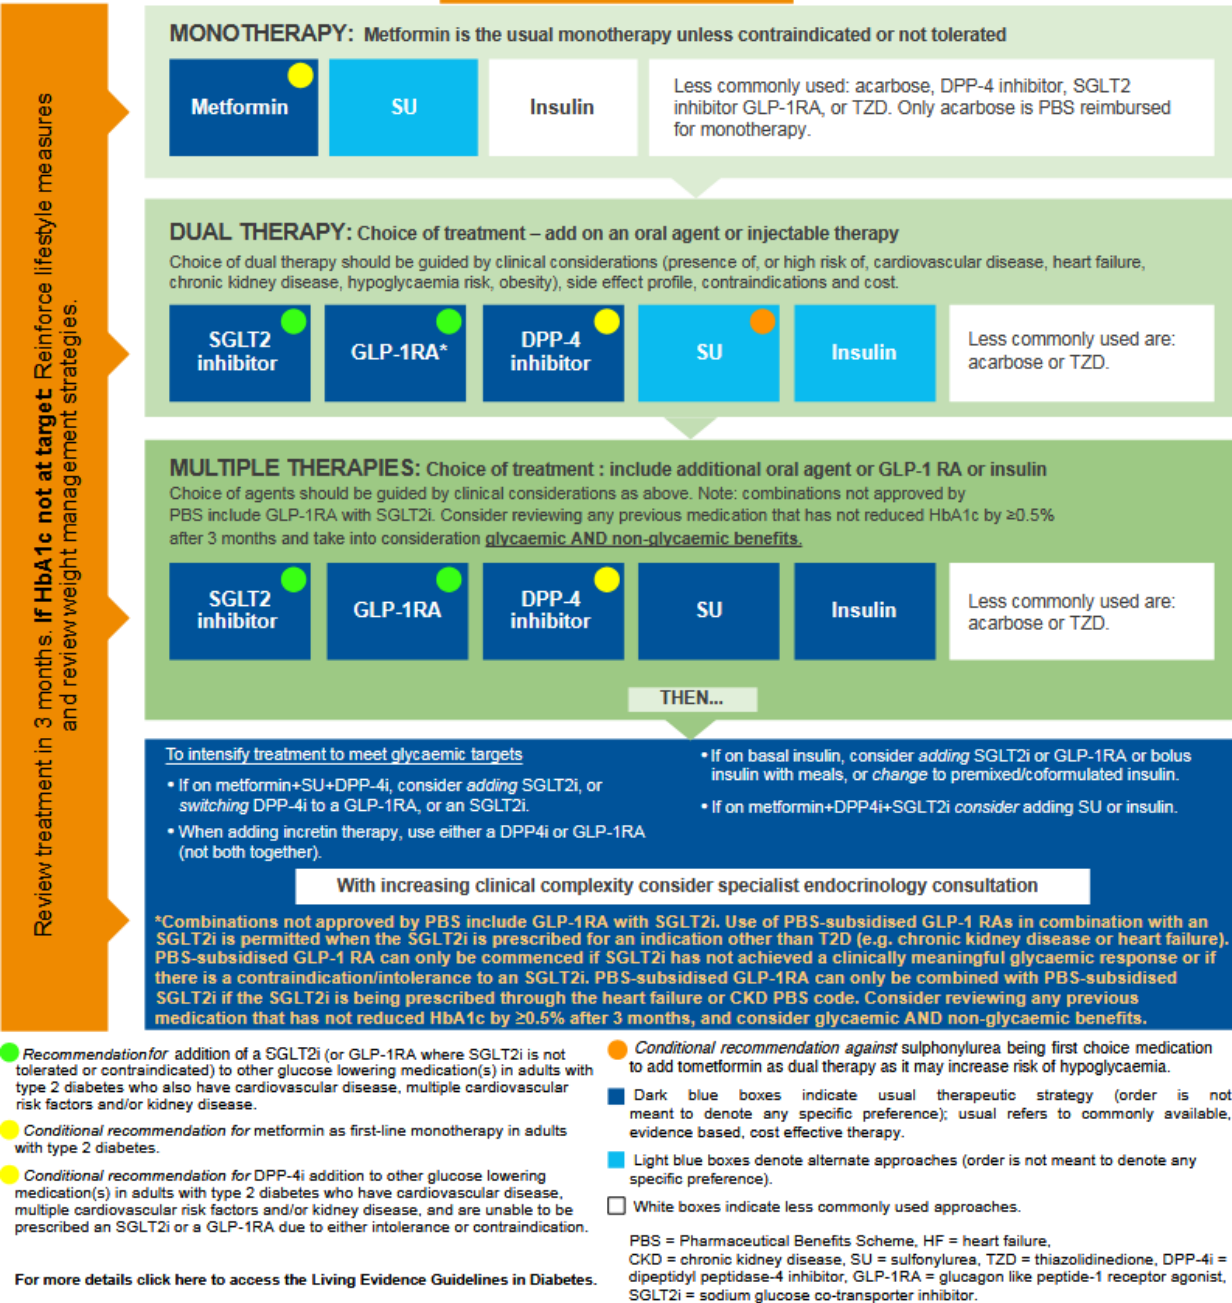 Review treatment in 3 months. If HbA1c not at target: Reinforce lifestyle measures
and review weight management strategies.
MONOTHERAPY: Metformin is the usual monotherapy unless contraindicated or not tolerated
Metformin
SU
Insulin
Less commonly used: acarbose, DPP-4 inhibitor, SGLT2
inhibitor GLP-1RA, or TZD. Only acarbose is PBS reimbursed
for monotherapy.
DUAL THERAPY: Choice of treatment – add on an oral agent or injectable therapy
Choice of dual therapy should be guided by clinical considerations (presence of, or high risk of, cardiovascular disease, heart failure,
chronic kidney disease, hypoglycaemia risk, obesity), side effect profile, contraindications and cost.
SGLT2
inhibitor
GLP-1RA*
DPP-4
inhibitor
SU
Insulin
Less commonly used are:
acarbose or TZD.
MULTIPLE THERAPIES: Choice of treatment : include additional oral agent or GLP-1 RA or insulin
Choice of agents should be guided by clinical considerations as above. Note: combinations not approved by
PBS include GLP-1RA with SGLT2i. Consider reviewing any previous medication that has not reduced HbA1c by ≥0.5%
after 3 months and take into consideration glycaemic AND non-glycaemic benefits.
SGLT2
inhibitor
GLP-1RA
DPP-4
inhibitor
SU
Insulin
Less commonly used are:
acarbose or TZD.
THEN...
To intensify treatment to meet glycaemic targets
• If on metformin+SU+DPP-4i, consider adding SGLT2i, or
switching DPP-4i to a GLP-1RA, or an SGLT2i.
• When adding incretin therapy, use either a DPP4i or GLP-1RA
(not both together).
• If on basal insulin, consider adding SGLT2i or GLP-1RA or bolus
insulin with meals, or change to premixed/coformulated insulin.
• If on metformin+DPP4i+SGLT2i consider adding SU or insulin.
With increasing clinical complexity consider specialist endocrinology consultation
*Combinations not approved by PBS include GLP-1RA with SGLT2i. Use of PBS-subsidised GLP-1 RAs in combination with an
SGLT2i is permitted when the SGLT2i is prescribed for an indication other than T2D (e.g. chronic kidney disease or heart failure).
PBS-subsidised GLP-1 RA can only be commenced if SGLT2i has not achieved a clinically meaningful glycaemic response or if
there is a contraindication/intolerance to an SGLT2i. PBS-subsidised GLP-1RA can only be combined with PBS-subsidised
SGLT2i if the SGLT2i is being prescribed through the heart failure or CKD PBS code. Consider reviewing any previous
medication that has not reduced HbA1c by ≥0.5% after 3 months, and consider glycaemic AND non-glycaemic benefits.
Recommendationfor addition of a SGLT2i (or GLP-1RA where SGLT2i is not
tolerated or contraindicated) to other glucose lowering medication(s) in adults with
type 2 diabetes who also have cardiovascular disease, multiple cardiovascular
risk factors and/or kidney disease.
Conditional recommendation for metformin as first-line monotherapy in adults
with type 2 diabetes.
Conditional recommendation for DPP-4i addition to other glucose lowering
medication(s) in adults with type 2 diabetes who have cardiovascular disease,
multiple cardiovascular risk factors and/or kidney disease, and are unable to be
prescribed an SGLT2i or a GLP-1RA due to either intolerance or contraindication.
For more details click here to access the Living Evidence Guidelines in Diabetes.
Conditional recommendation against sulphonylurea being first choice medication
to add tometformin as dual therapy as it may increase risk of hypoglycaemia.
Dark blue boxes indicate usual therapeutic strategy (order is not
meant to denote any specific preference); usual refers to commonly available,
evidence based, cost effective therapy.
Light blue boxes denote alternate approaches (order is not meant to denote any
specific preference).
White boxes indicate less commonly used approaches.
PBS = Pharmaceutical Benefits Scheme, HF = heart failure,
CKD = chronic kidney disease, SU = sulfonylurea, TZD = thiazolidinedione, DPP-4i =
dipeptidyl peptidase-4 inhibitor, GLP-1RA = glucagon like peptide-1 receptor agonist,
SGLT2i = sodium glucose co-transporter inhibitor.